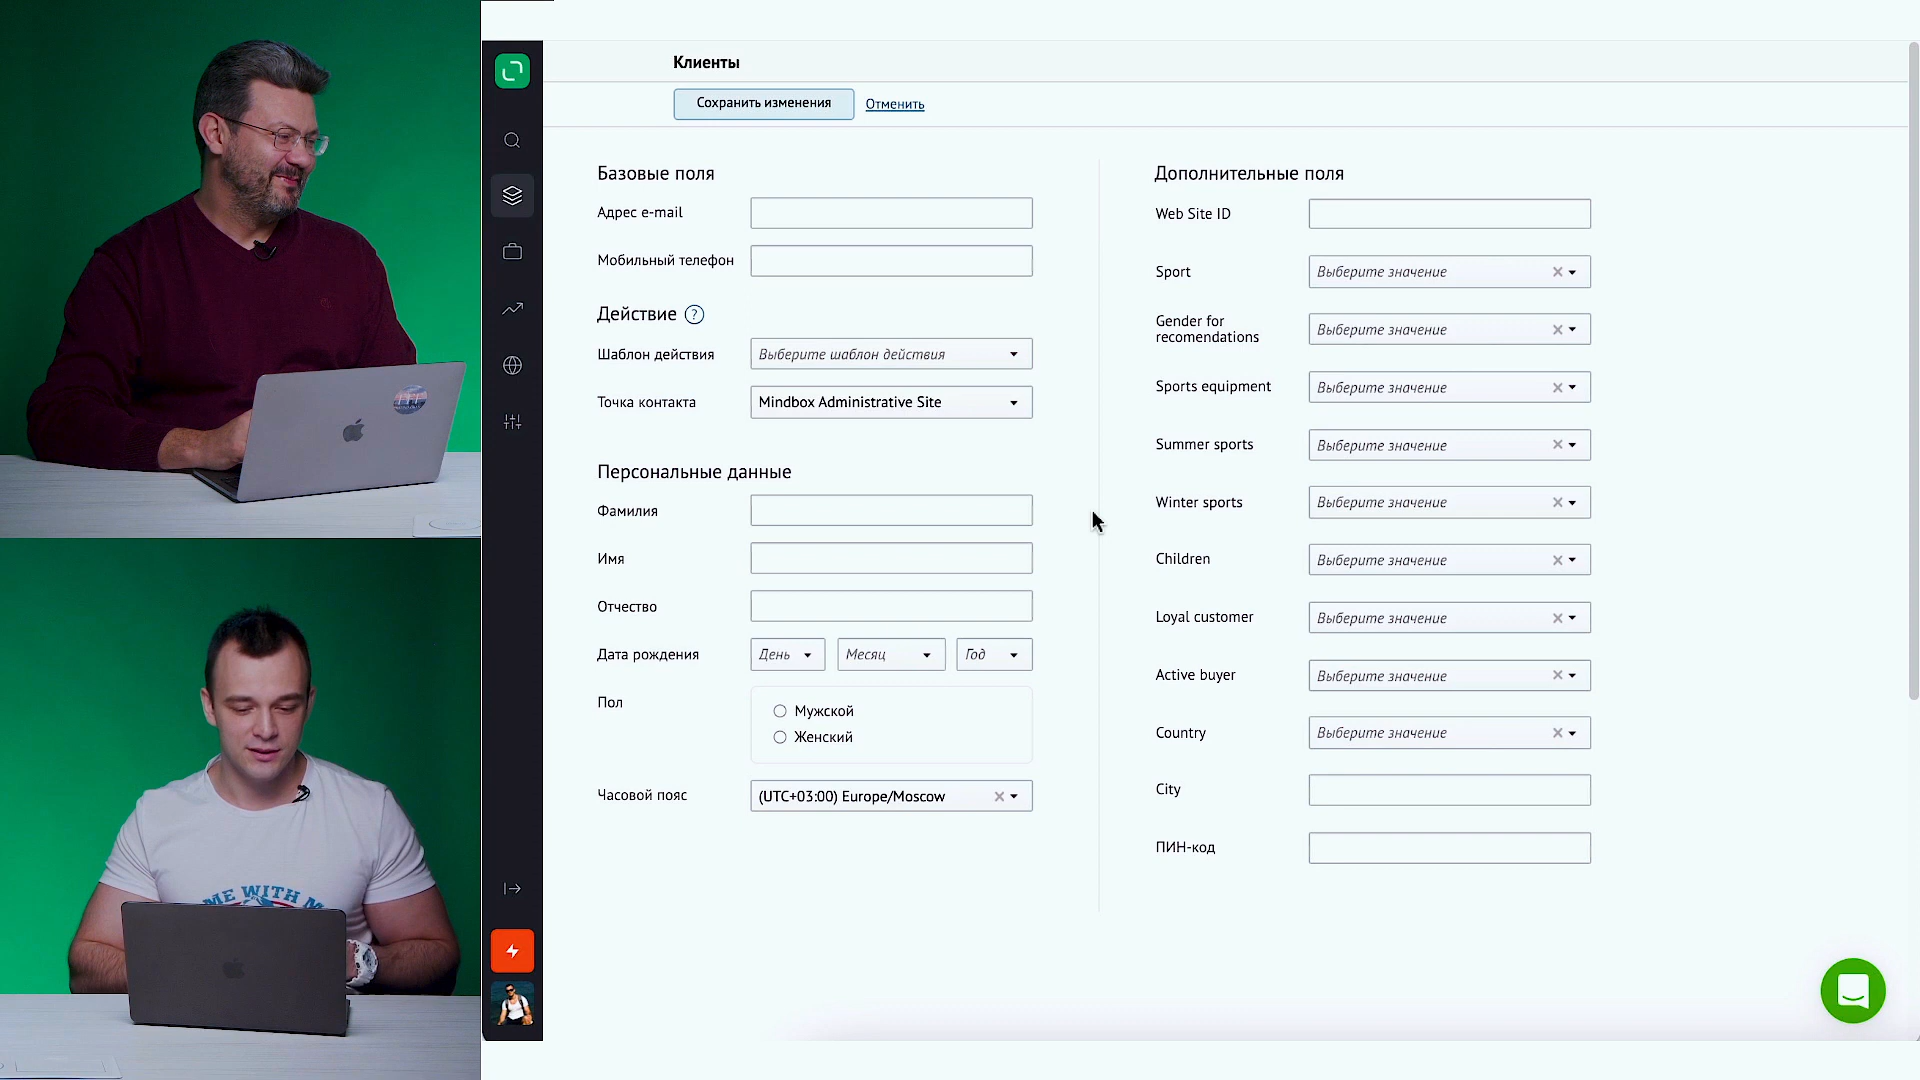 Клиенты
Сохранить изменения Отменить
Базовые поля
Адрес e-mail
Мобильный телефон
Действие ?
Шаблон действия Выберите шаблон действия
Точка контакта Mindbox Administrative Site
Персональные данные
Фамилия
Имя
Отчество
Дата рождения День Месяц Год
Пол
Мужской
Женский
Часовой пояс (UTC+03:00) Europe/Moscow
Дополнительные поля
Web Site ID
Sport Выберите значение
Gender for
recomendations Выберите значение
Sports equipment Выберите значение
Summer sports Выберите значение
Winter sports Выберите значение
Children Выберите значение
Loyal customer Выберите значение
Active buyer Выберите значение
Country Выберите значение
City
ПИН-код
ME WITH